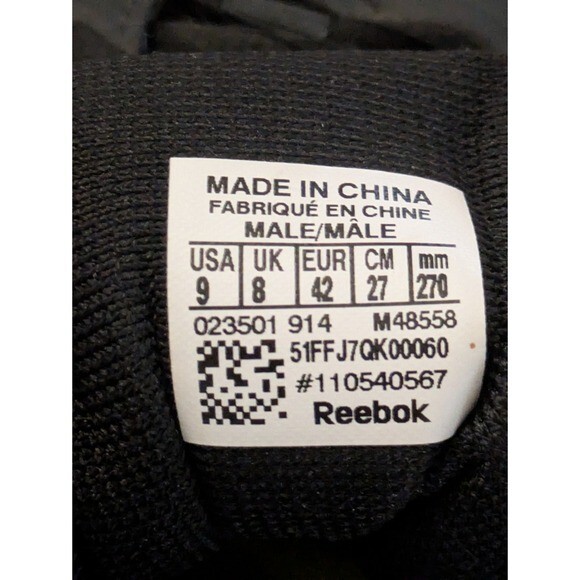 MADE IN CHINA
FABRIQUÉ EN CHINE
MALE/MÂLE
USA UK EUR CM mm
9 8 42 27 270
023501 914 M48558
51FFJ7QK00060
#110540567
Reebok